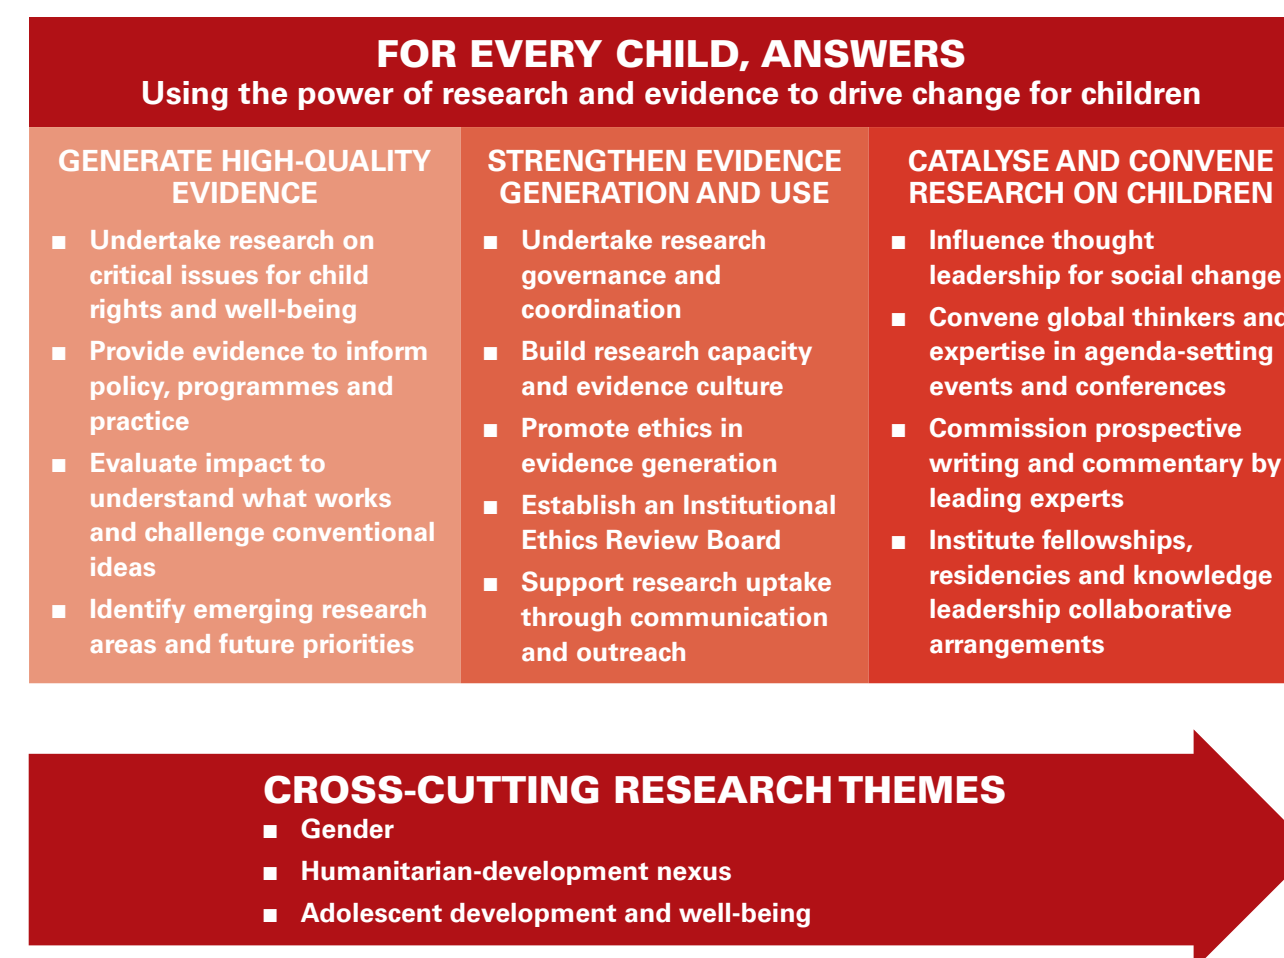 FOR EVERY CHILD, ANSWERS
Using the power of research and evidence to drive change for children
GENERATE HIGH-QUALITY
EVIDENCE
■ Undertake research on
critical issues for child
rights and well-being
■ Provide evidence to inform
policy, programmes and
practice
■ Evaluate impact to
understand what works
and challenge conventional
ideas
■ Identify emerging research
areas and future priorities
STRENGTHEN EVIDENCE
GENERATION AND USE
■ Undertake research
governance and
coordination
■ Build research capacity
and evidence culture
■ Promote ethics in
evidence generation
■ Establish an Institutional
Ethics Review Board
■ Support research uptake
through communication
and outreach
CATALYSE AND CONVENE
RESEARCH ON CHILDREN
■ Influence thought
leadership for social change
■ Convene global thinkers and
expertise in agenda-setting
events and conferences
■ Commission prospective
writing and commentary by
leading experts
■ Institute fellowships,
residencies and knowledge
leadership collaborative
arrangements
CROSS-CUTTING RESEARCH THEMES
■ Gender
■ Humanitarian-development nexus
■ Adolescent development and well-being